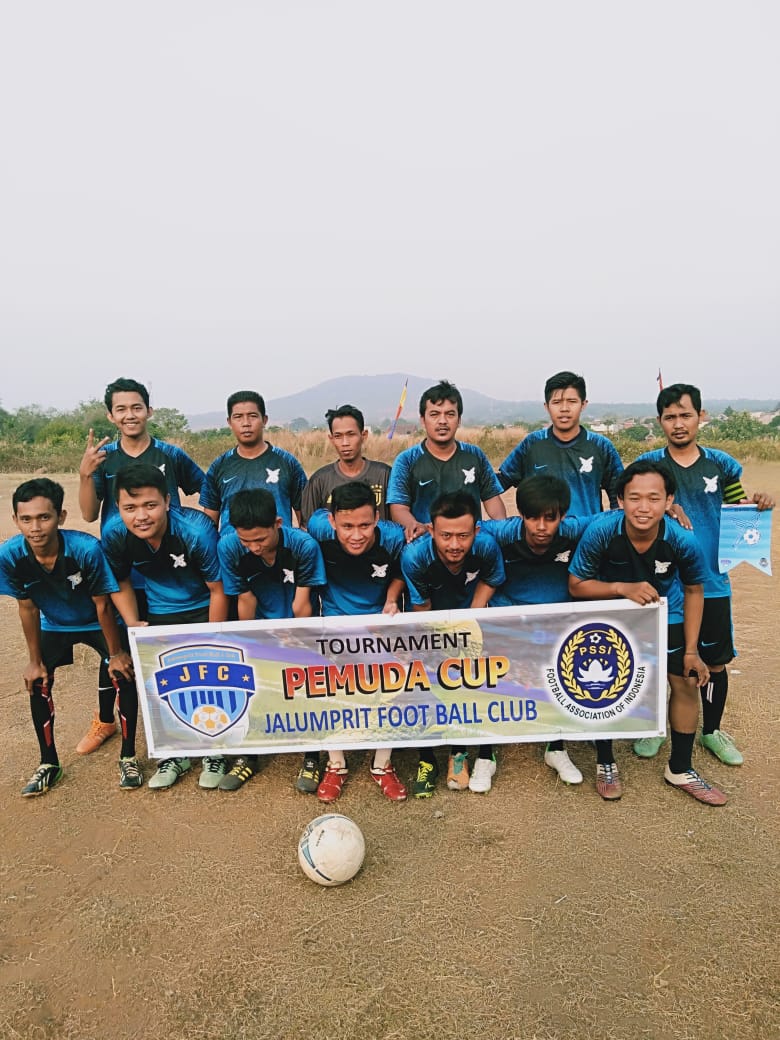 JFC
TOURNAMENT
PEMUDA CUP
JALUMPRIT FOOT BALL CLUB
PSSI
FOOTBALL ASSOCIATION OF INDONESIA